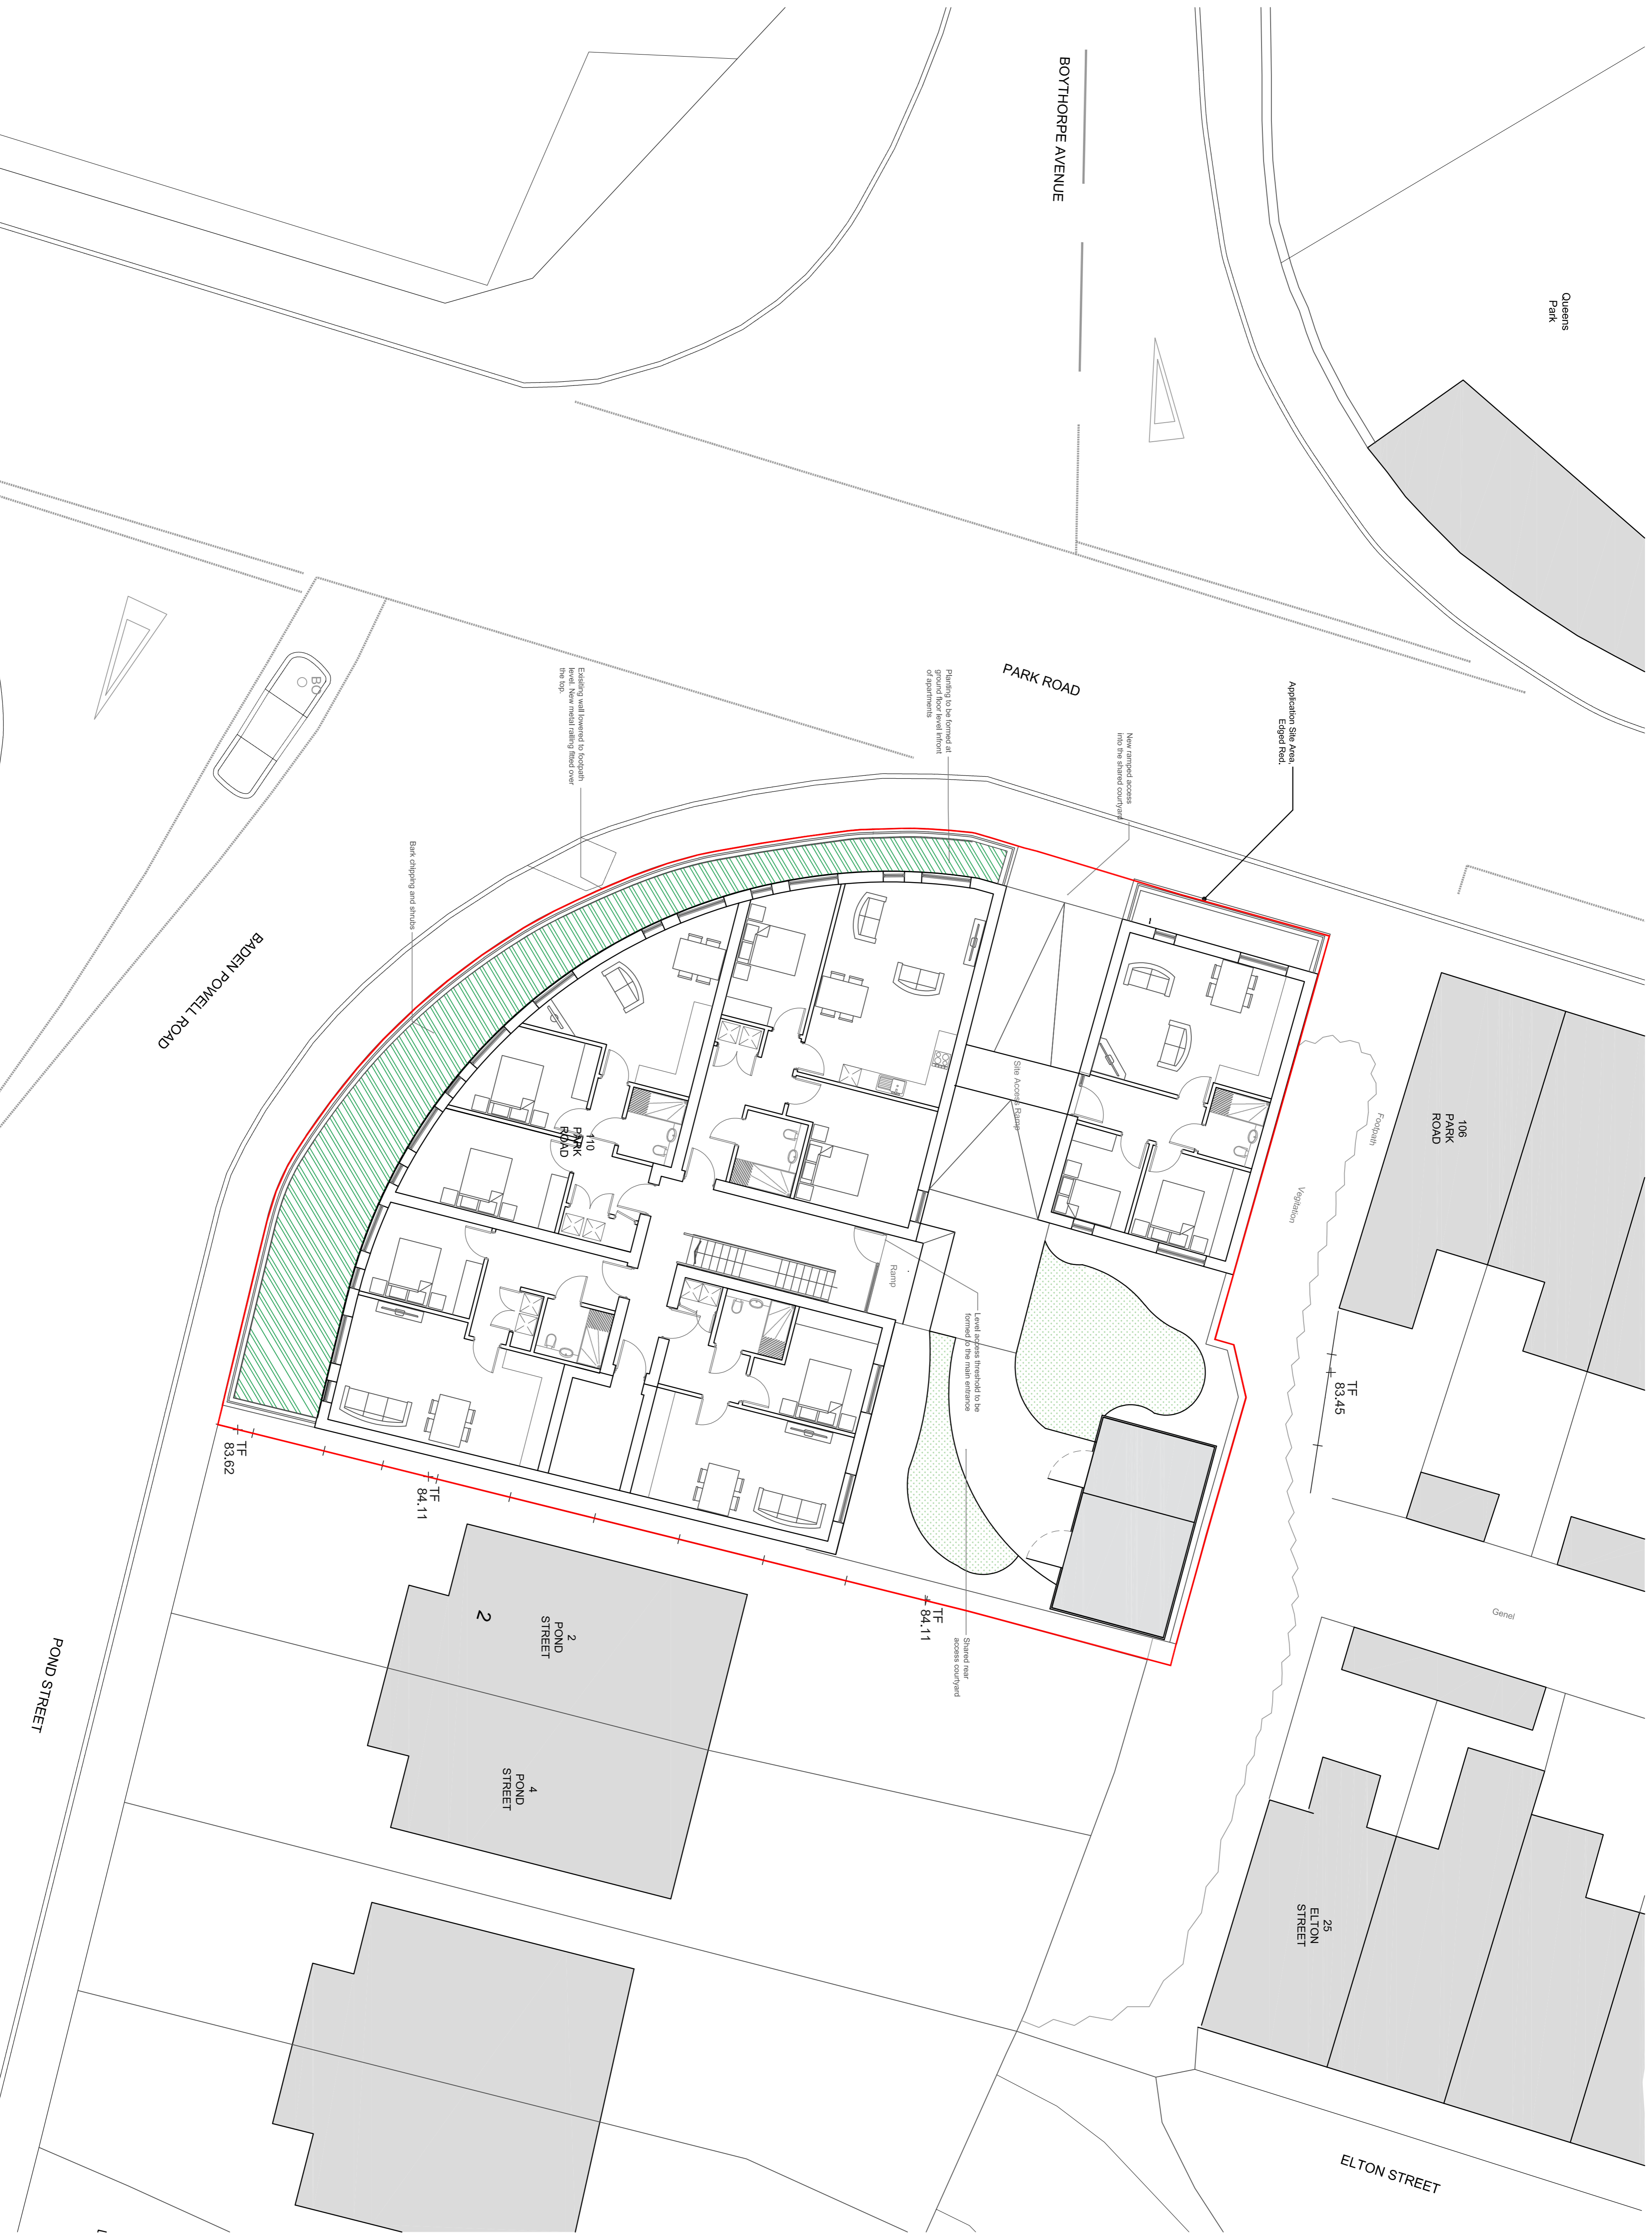 Queens
Park
BOYTHORPE AVENUE
PARK ROAD
Application Site Area,
Edged Red.
New ramped access
into the shared courtyard
Planting to be formed at
ground floor level infront
of apartments
Exisiting wall lowered to footpath
level. New metal railling fitted over
the top.
Bark chipping and shrubs
BO
BADEN POWELL ROAD
106
PARK
ROAD
Footpath
Vegitation
Site Access Ramp
110
PARK
ROAD
Ramp
Level access threshold to be
formed to the main entrance
TF
83.45
TF
83.62
TF
84.11
TF
84.11
Shared rear
access courtyard
Genel
2
POND
STREET
2
4
POND
STREET
POND STREET
25
ELTON
STREET
ELTON STREET